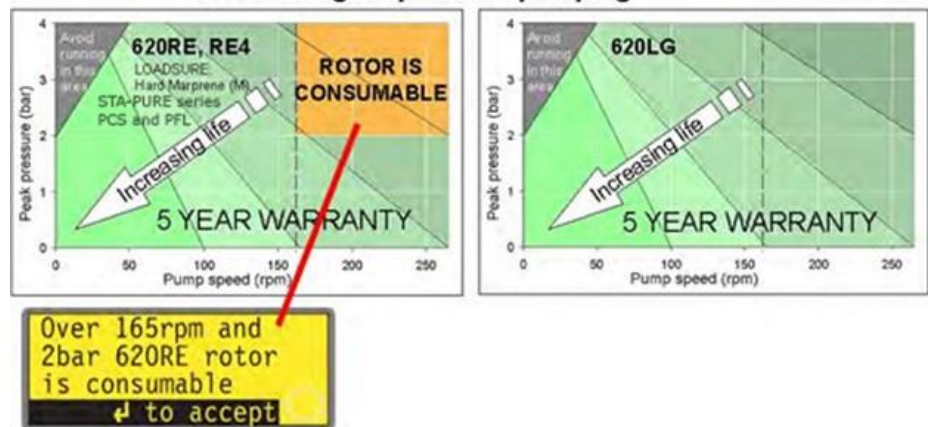 4
3
2
1
0
Peak pressure (bar)
Avoid
running
in this
area
620RE, RE4
LOADSURE:
Hard Marprene (M)
STA-PURE series
PCS and PFL
ROTOR IS
CONSUMABLE
Increasing life
5 YEAR WARRANTY
0 50 100 150 200 250
Pump speed (rpm)
4
3
2
1
0
Peak pressure (bar)
Avoid
running
in this
area
620LG
Increasing life
5 YEAR WARRANTY
0 50 100 150 200 250
Pump speed (rpm)
Over 165rpm and
2bar 620RE rotor
is consumable
↲ to accept